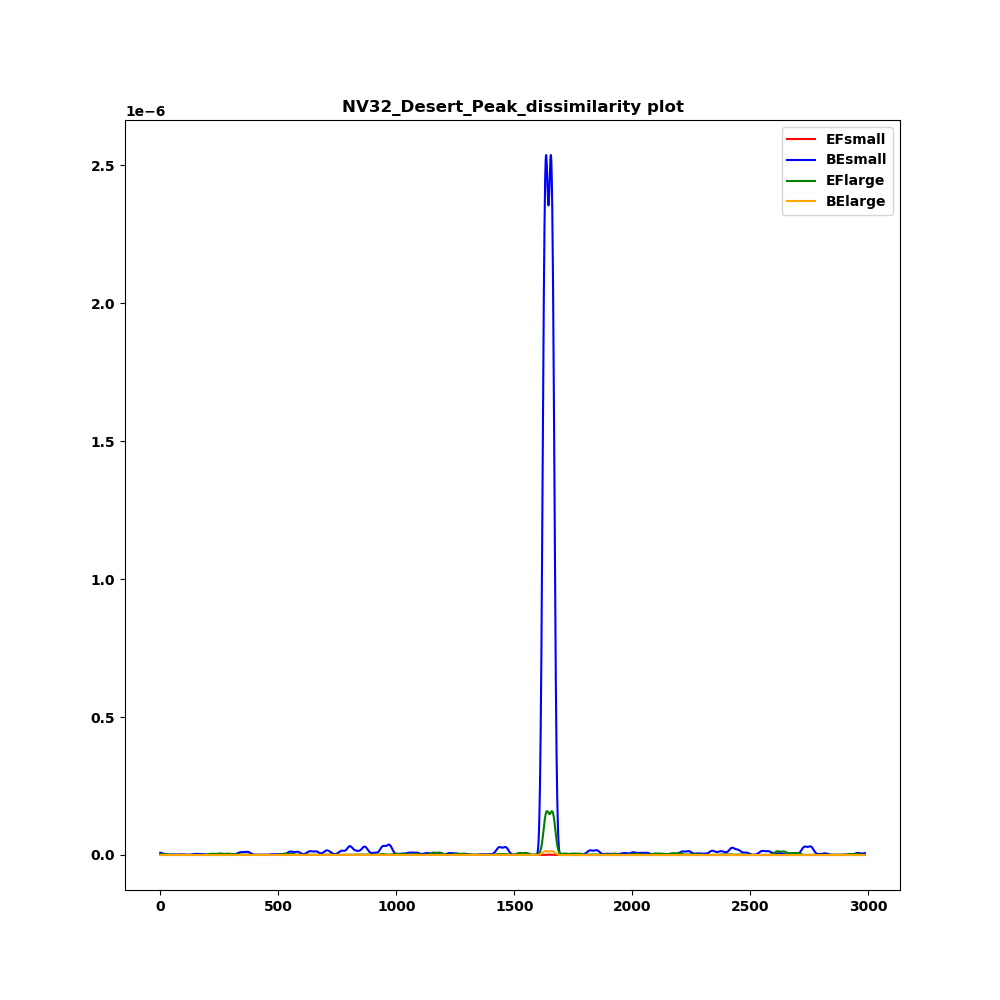 NV32_Desert_Peak_dissimilarity plot
1e−6
EFsmall
BEsmall
EFlarge
BElarge
2.5
2.0
1.5
1.0
0.5
0.0
0 500 1000 1500 2000 2500 3000